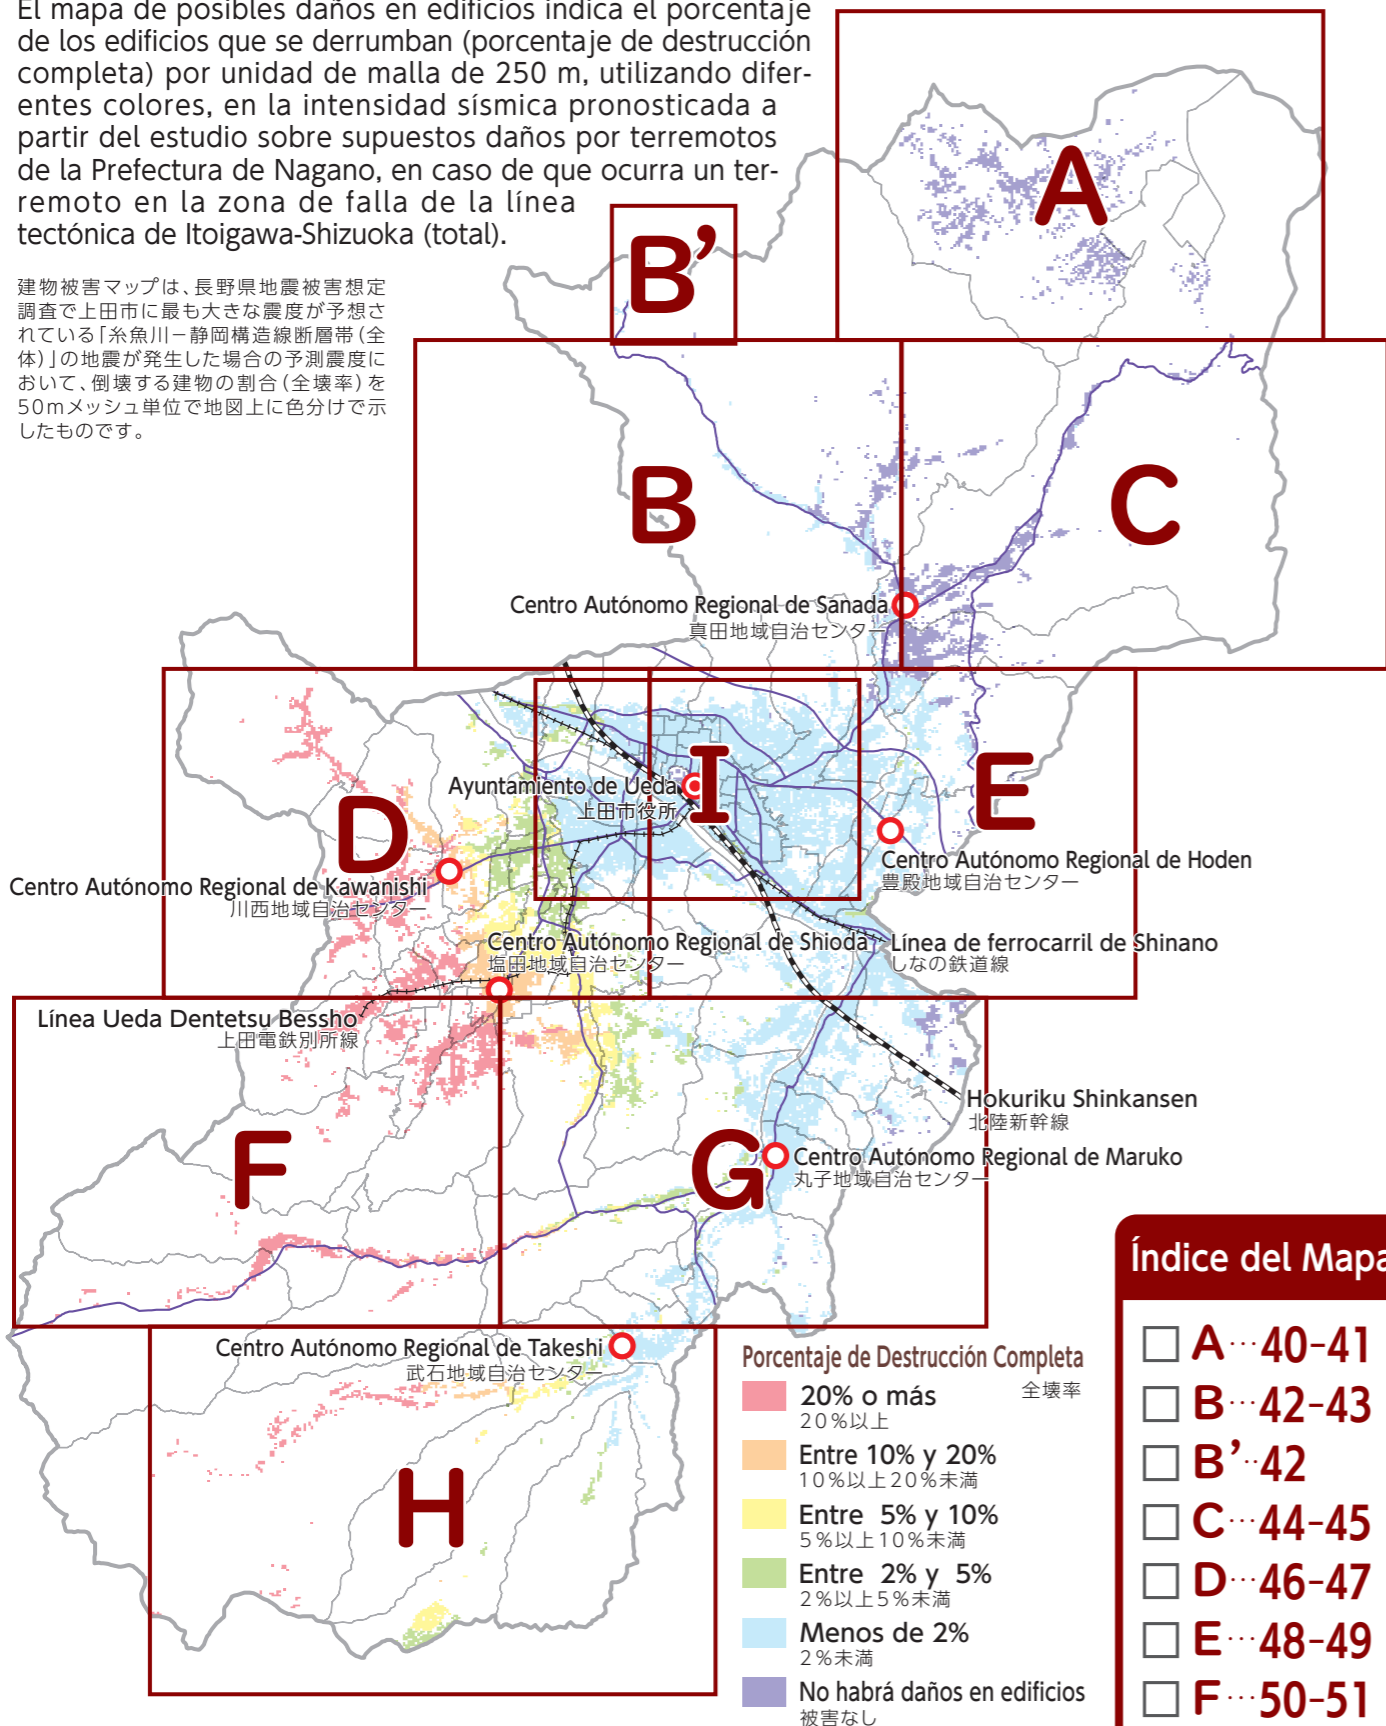 El mapa de posibles daños en edificios indica el porcentaje
de los edificios que se derrumban (porcentaje de destrucción
completa) por unidad de malla de 250 m, utilizando difer-
entes colores, en la intensidad sísmica pronosticada a
partir del estudio sobre supuestos daños por terremotos
de la Prefectura de Nagano, en caso de que ocurra un ter-
remoto en la zona de falla de la línea
tectónica de Itoigawa-Shizuoka (total).
建物被害マップは、長野県地震被害想定
調査で上田市に最も大きな震度が予想さ
れている「糸魚川－静岡構造線断層帯（全
体）」の地震が発生した場合の予測震度に
おいて、倒壊する建物の割合（全壊率）を
50mメッシュ単位で地図上に色分けで示
したものです。
A
B’
B
C
Centro Autónomo Regional de Sanada
真田地域自治センター
I
Ayuntamiento de Ueda
上田市役所
E
D
Centro Autónomo Regional de Hoden
豊殿地域自治センター
Centro Autónomo Regional de Kawanishi
川西地域自治センター
Centro Autónomo Regional de Shioda
塩田地域自治センター
Línea de ferrocarril de Shinano
しなの鉄道線
Línea Ueda Dentetsu Bessho
上田電鉄別所線
Hokuriku Shinkansen
北陸新幹線
F
G
Centro Autónomo Regional de Maruko
丸子地域自治センター
Centro Autónomo Regional de Takeshi
武石地域自治センター
H
Porcentaje de Destrucción Completa
全壊率
20% o más
20%以上
Entre 10% y 20%
10%以上20%未満
Entre 5% y 10%
5%以上10%未満
Entre 2% y 5%
2%以上5%未満
Menos de 2%
2%未満
No habrá daños en edificios
被害なし
Índice del Mapa
A…40-41
B…42-43
B’‥42
C…44-45
D…46-47
E…48-49
F…50-51